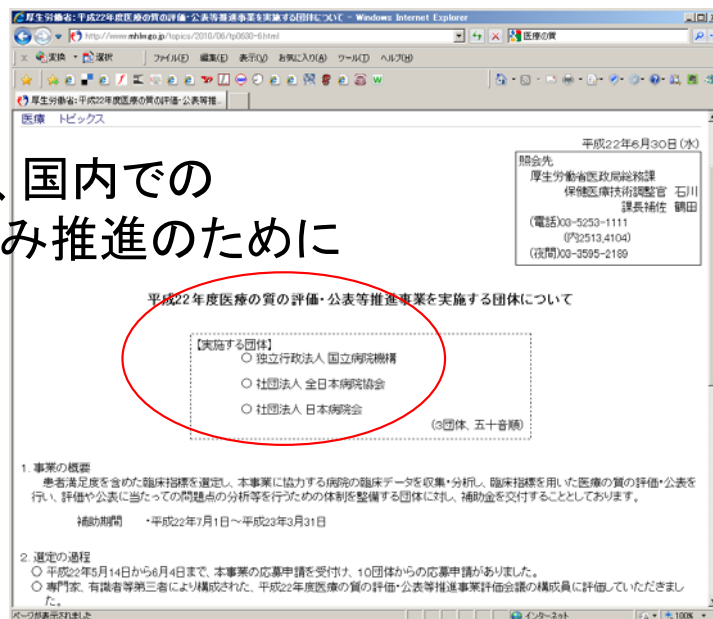 厚生労働省:平成22年度医療の質の評価・公表等推進事業を実施する団体について - Windows Internet Explorer
http://www.mhlw.go.jp/topics/2010/06/tp0630-6.html
医療の質
x 変換 ・ 選択
ファイル(F) 編集(E) 表示(V) お気に入り(A) ツール(T) ヘルプ(H)
厚生労働省:平成22年度医療の質の評価・公表等推...
医療 トピックス
平成22年6月30日(水)
照会先
厚生労働省医政局総務課
保健医療技術調整官 石川
課長補佐 鶴田
(電話)03-5253-1111
(内2513,4104)
(夜間)03-3595-2189
、国内での
み推進のために
平成22年度医療の質の評価・公表等推進事業を実施する団体について
【実施する団体】
○ 独立行政法人 国立病院機構
○ 社団法人 全日本病院協会
○ 社団法人 日本病院会
(3団体、五十音順)
1. 事業の概要
患者満足度を含めた臨床指標を選定し、本事業に協力する病院の臨床データを収集・分析し、臨床指標を用いた医療の質の評価・公表を
行い、評価や公表に当たっての問題点の分析等を行うための体制を整備する団体に対し、補助金を交付することとしております。
補助期間 ・平成22年7月1日～平成23年3月31日
2. 選定の過程
○ 平成22年5月14日から6月4日まで、本事業の応募申請を受付け、10団体からの応募申請がありました。
○ 専門家、有識者等第三者により構成された、平成22年度医療の質の評価・公表等推進事業評価会議の構成員に評価していただきまし
た。
ページが表示されました
インターネット
100%